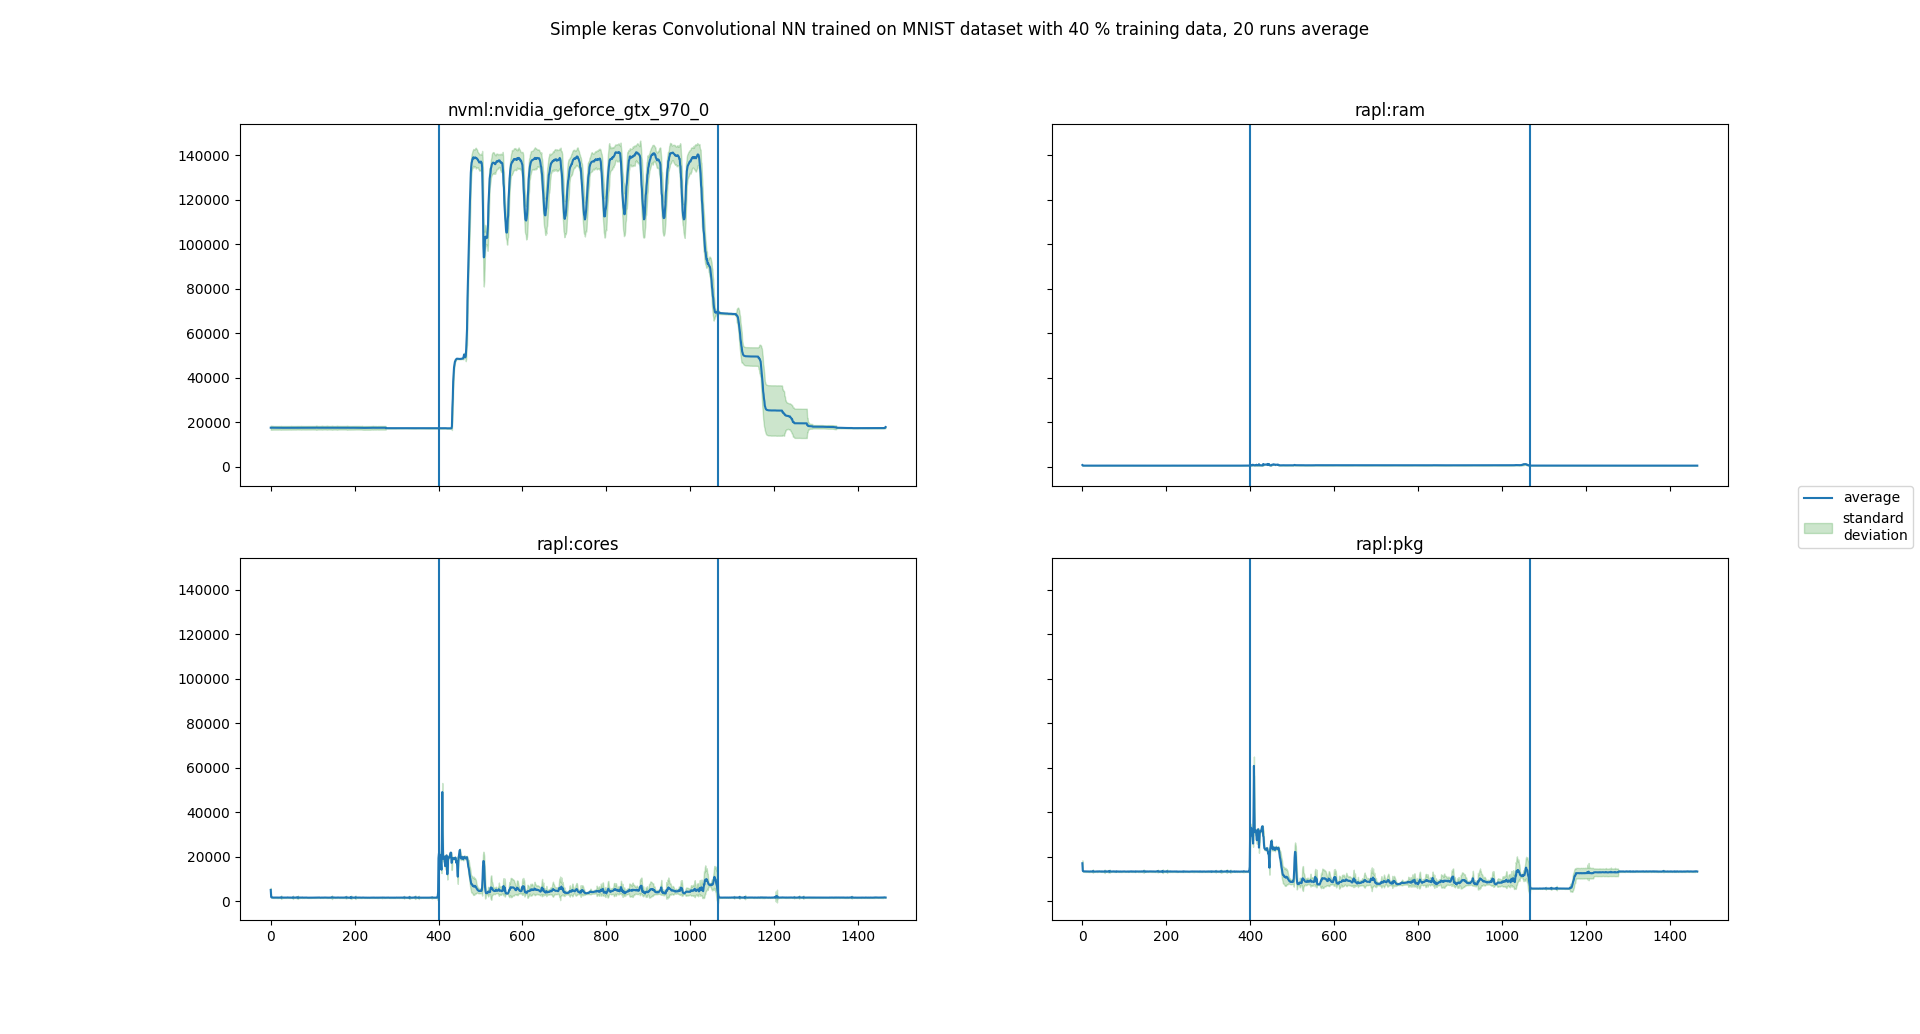 Simple keras Convolutional NN trained on MNIST dataset with 40 % training data, 20 runs average
nvml:nvidia_geforce_gtx_970_0
140000
120000
100000
80000
60000
40000
20000
0
rapl:ram
average
standard
deviation
rapl:cores
140000
120000
100000
80000
60000
40000
20000
0
0 200 400 600 800 1000 1200 1400
rapl:pkg
0 200 400 600 800 1000 1200 1400